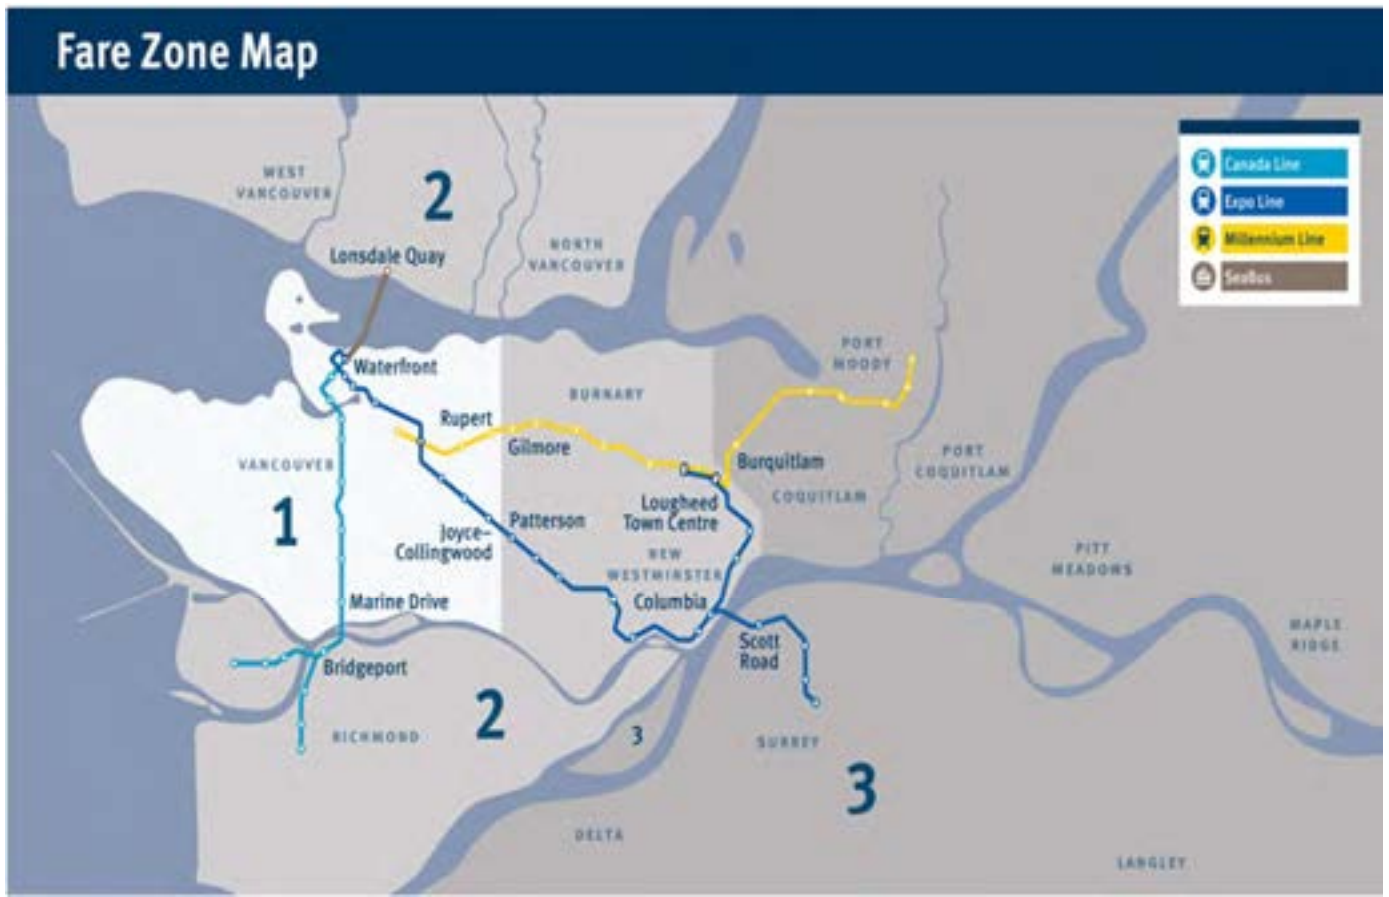 Fare Zone Map
Canada Line
Expo Line
Millennium Line
SeaBus
WEST
VANCOUVER
2
Lonsdale Quay
NORTH
VANCOUVER
Waterfront
PORT
MOODY
BURNARY
Rupert
Gilmore
VANCOUVER
1
Burquitlam
PORT
COQUITLAM
COQUITLAM
Lougheed
Town Centre
Patterson
Joyce–
Collingwood
NEW
WESTMINSTER
PITT
MEADOWS
Marine Drive
Columbia
Scott
Road
MAPLE
RIDGE
Bridgeport
2
RICHMOND
3
SURREY
3
DELTA
LANGLEY